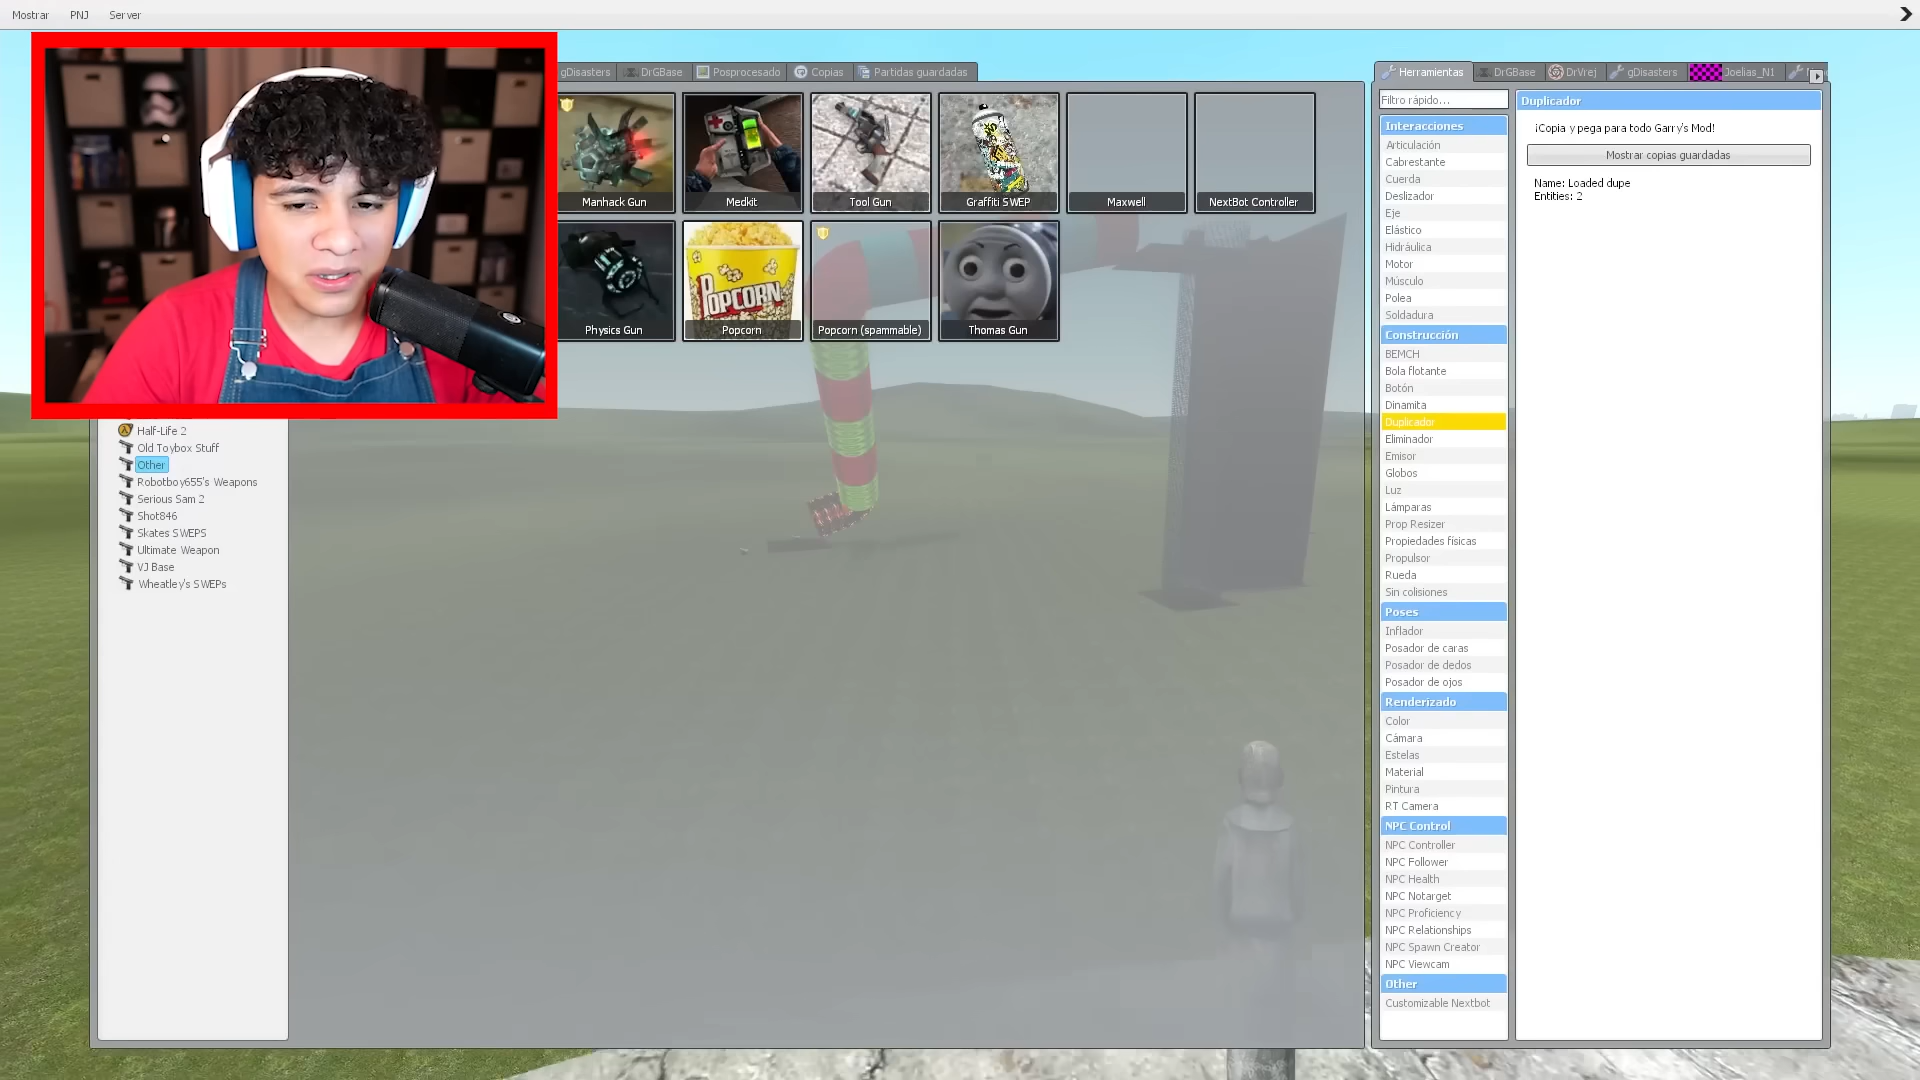 Mostrar PNJ Server
gDisasters DrGBase Posprocesado Copias Partidas guardadas
Manhack Gun Medkit Tool Gun Graffiti SWEP Maxwell NextBot Controller
POPCORN
Physics Gun Popcorn Popcorn (spammable) Thomas Gun
Half-Life 2
Old Toybox Stuff
Other
Robotboy655's Weapons
Serious Sam 2
Shot846
Skates SWEPS
Ultimate Weapon
VJ Base
Wheatley's SWEPs
Herramientas DrGBase DrVrej gDisasters Joelias_N1
Filtro rápido...
Interacciones
Articulación
Cabrestante
Cuerda
Deslizador
Eje
Elástico
Hidráulica
Motor
Músculo
Polea
Soldadura
Construcción
BEMCH
Bola flotante
Botón
Dinamita
Duplicador
Eliminador
Emisor
Globos
Luz
Lámparas
Prop Resizer
Propiedades físicas
Propulsor
Rueda
Sin colisiones
Poses
Inflador
Posador de caras
Posador de dedos
Posador de ojos
Renderizado
Color
Cámara
Estelas
Material
Pintura
RT Camera
NPC Control
NPC Controller
NPC Follower
NPC Health
NPC Notarget
NPC Proficiency
NPC Relationships
NPC Spawn Creator
NPC Viewcam
Other
Customizable Nextbot
Duplicador
¡Copia y pega para todo Garry's Mod!
Mostrar copias guardadas
Name: Loaded dupe
Entities: 2